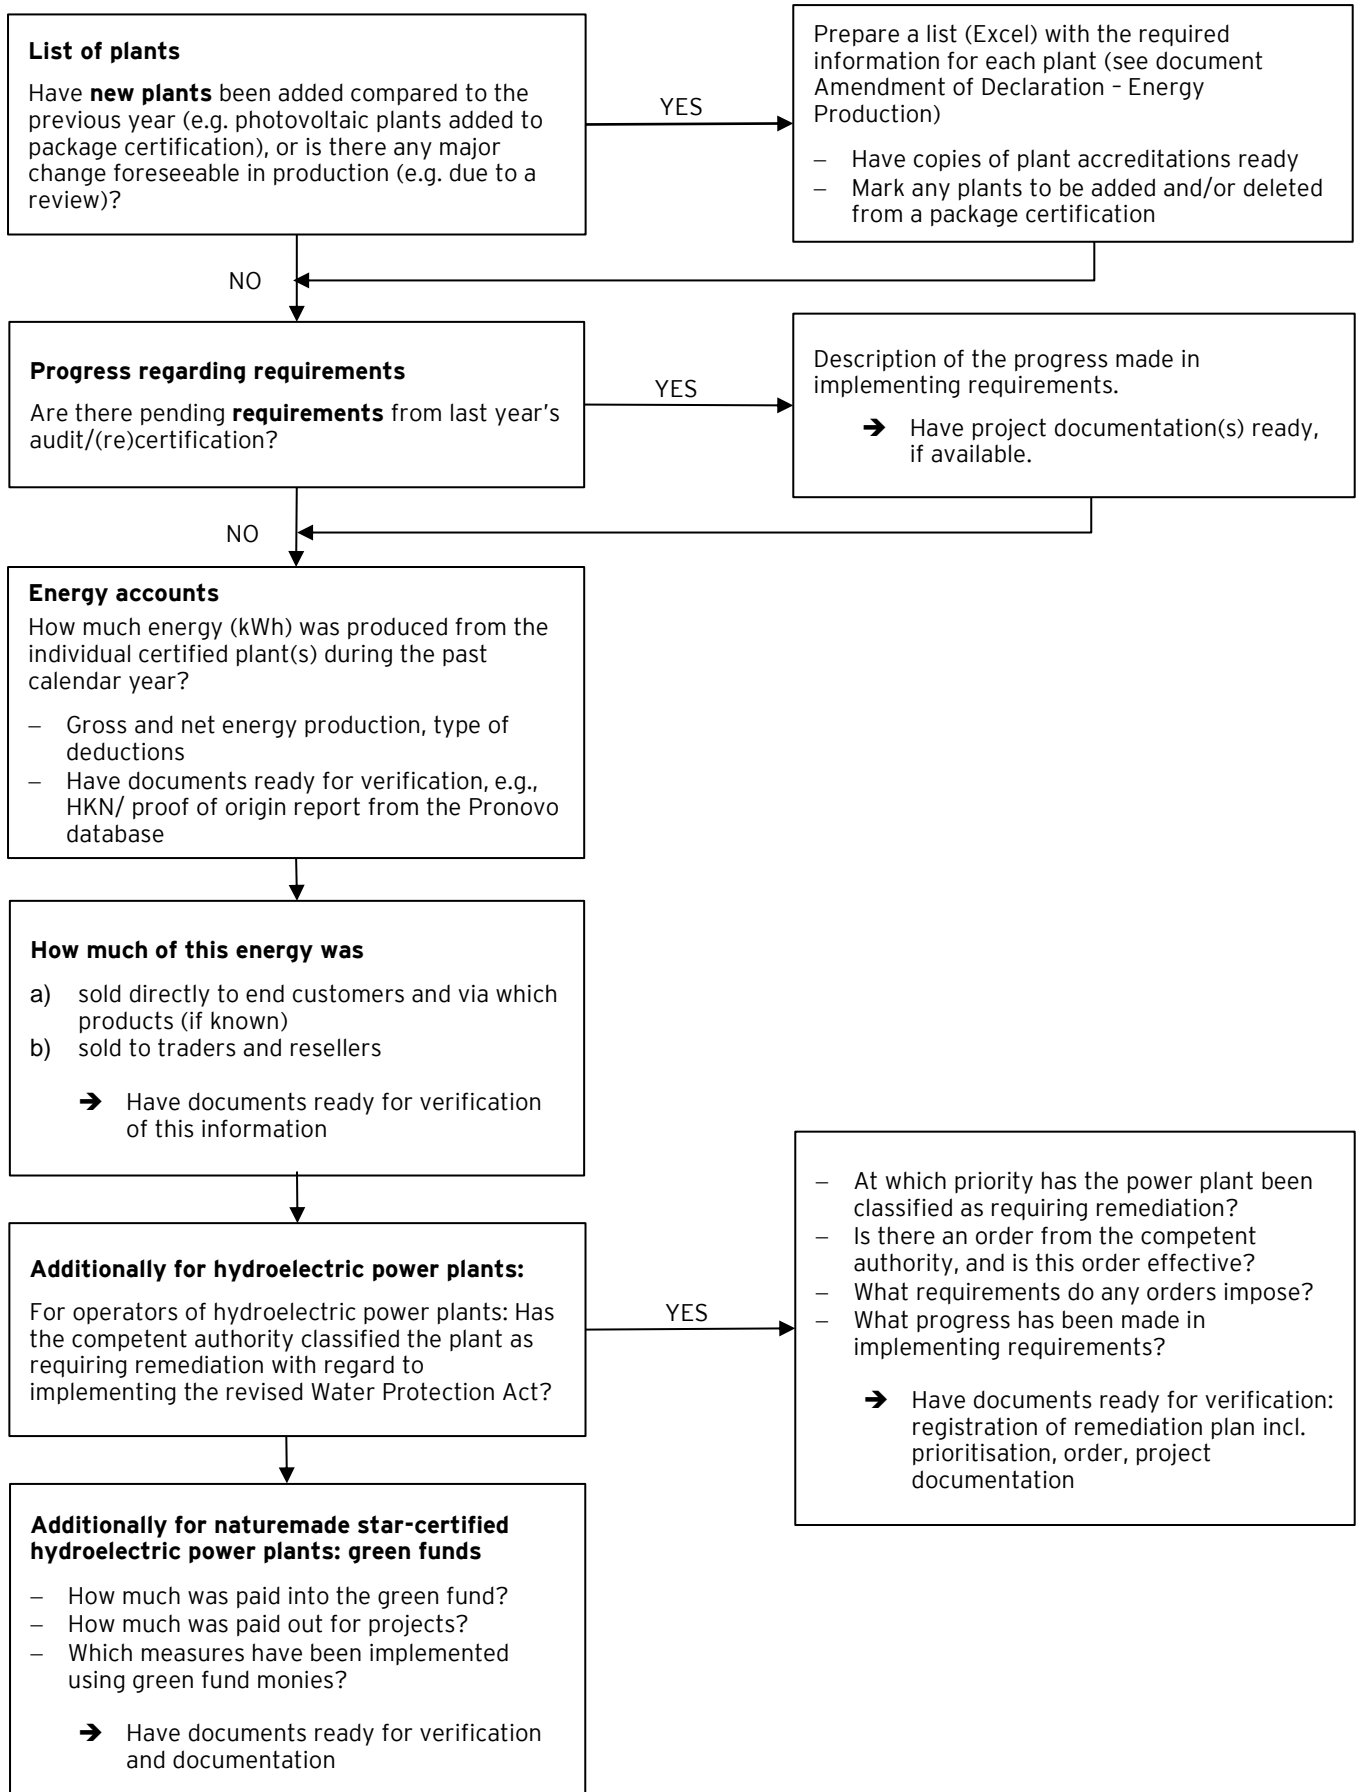 List of plants
Have new plants been added compared to the
previous year (e.g. photovoltaic plants added to
package certification), or is there any major
change foreseeable in production (e.g. due to a
review)?
YES
Prepare a list (Excel) with the required
information for each plant (see document
Amendment of Declaration – Energy
Production)
– Have copies of plant accreditations ready
– Mark any plants to be added and/or deleted
from a package certification
NO
Progress regarding requirements
Are there pending requirements from last year's
audit/(re)certification?
YES
Description of the progress made in
implementing requirements.
➔ Have project documentation(s) ready,
if available.
NO
Energy accounts
How much energy (kWh) was produced from the
individual certified plant(s) during the past
calendar year?
– Gross and net energy production, type of
deductions
– Have documents ready for verification, e.g.,
HKN/ proof of origin report from the Pronovo
database
How much of this energy was
a) sold directly to end customers and via which
products (if known)
b) sold to traders and resellers
➔ Have documents ready for verification
of this information
Additionally for hydroelectric power plants:
For operators of hydroelectric power plants: Has
the competent authority classified the plant as
requiring remediation with regard to
implementing the revised Water Protection Act?
YES
– At which priority has the power plant been
classified as requiring remediation?
– Is there an order from the competent
authority, and is this order effective?
– What requirements do any orders impose?
– What progress has been made in
implementing requirements?
➔ Have documents ready for verification:
registration of remediation plan incl.
prioritisation, order, project
documentation
Additionally for naturemade star-certified
hydroelectric power plants: green funds
– How much was paid into the green fund?
– How much was paid out for projects?
– Which measures have been implemented
using green fund monies?
➔ Have documents ready for verification
and documentation